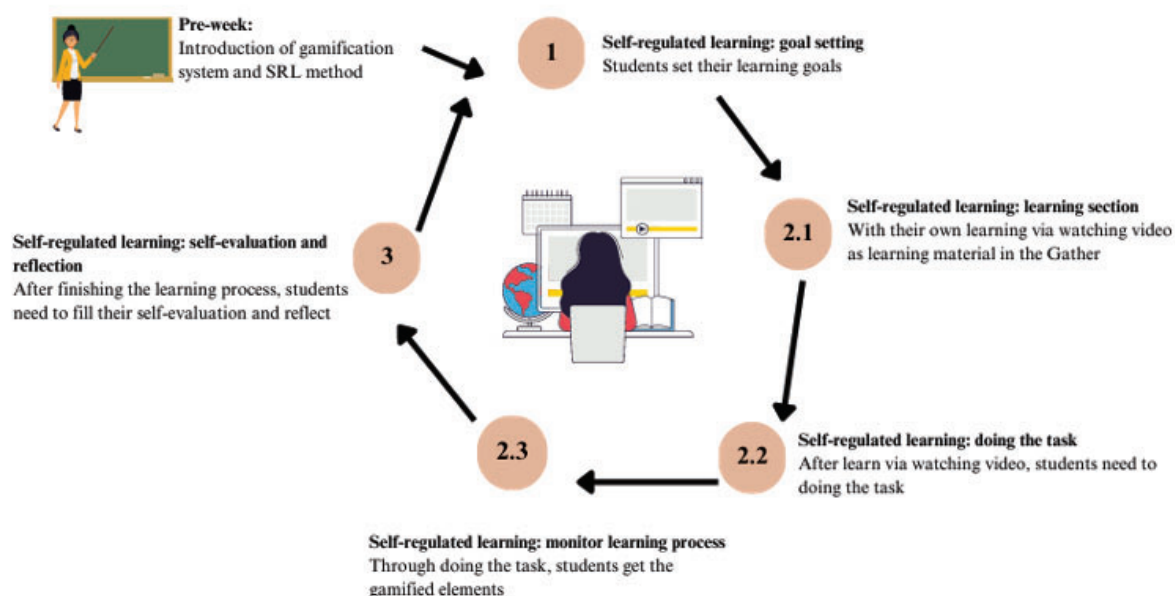 Pre-week:
Introduction of gamification
system and SRL method
1
Self-regulated learning: goal setting
Students set their learning goals
2.1
Self-regulated learning: learning section
With their own learning via watching video
as learning material in the Gather
2.2
Self-regulated learning: doing the task
After learn via watching video, students need to
doing the task
2.3
Self-regulated learning: monitor learning process
Through doing the task, students get the
gamified elements
3
Self-regulated learning: self-evaluation and
reflection
After finishing the learning process, students
need to fill their self-evaluation and reflect